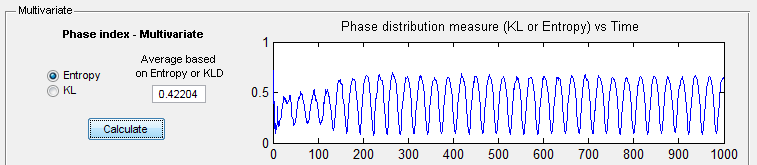 Multivariate
Phase index - Multivariate
Average based
on Entropy or KLD
Entropy
KL
0.42204
Calculate
Phase distribution measure (KL or Entropy) vs Time
1
0.5
0
0 100 200 300 400 500 600 700 800 900 1000